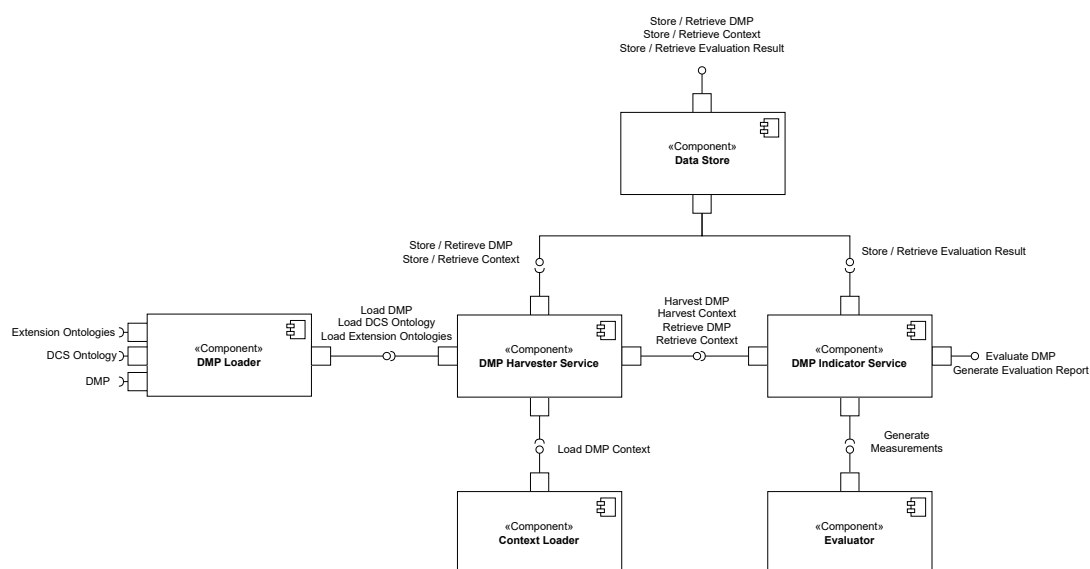 Store / Retrieve DMP
Store / Retrieve Context
Store / Retrieve Evaluation Result
«Component»
Data Store
Store / Retireve DMP
Store / Retrieve Context
Store / Retrieve Evaluation Result
Extension Ontologies
DCS Ontology
DMP
«Component»
DMP Loader
Load DMP
Load DCS Ontology
Load Extension Ontologies
«Component»
DMP Harvester Service
Harvest DMP
Harvest Context
Retrieve DMP
Retrieve Context
«Component»
DMP Indicator Service
Evaluate DMP
Generate Evaluation Report
Load DMP Context
Generate
Measurements
«Component»
Context Loader
«Component»
Evaluator